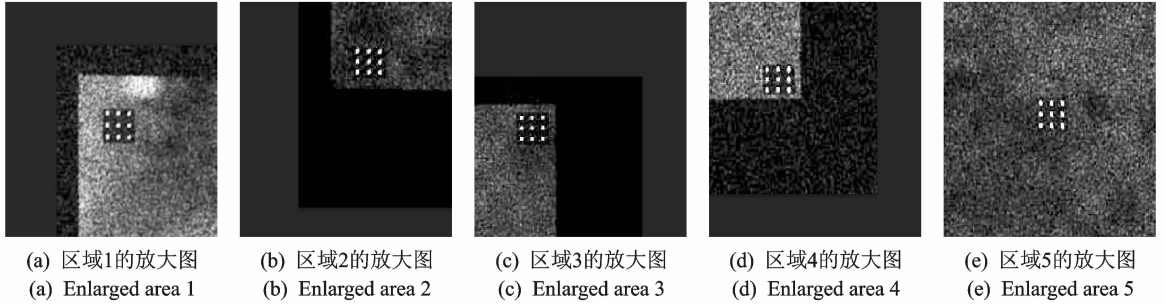 (a) 区域1的放大图
(a) Enlarged area 1
(b) 区域2的放大图
(b) Enlarged area 2
(c) 区域3的放大图
(c) Enlarged area 3
(d) 区域4的放大图
(d) Enlarged area 4
(e) 区域5的放大图
(e) Enlarged area 5